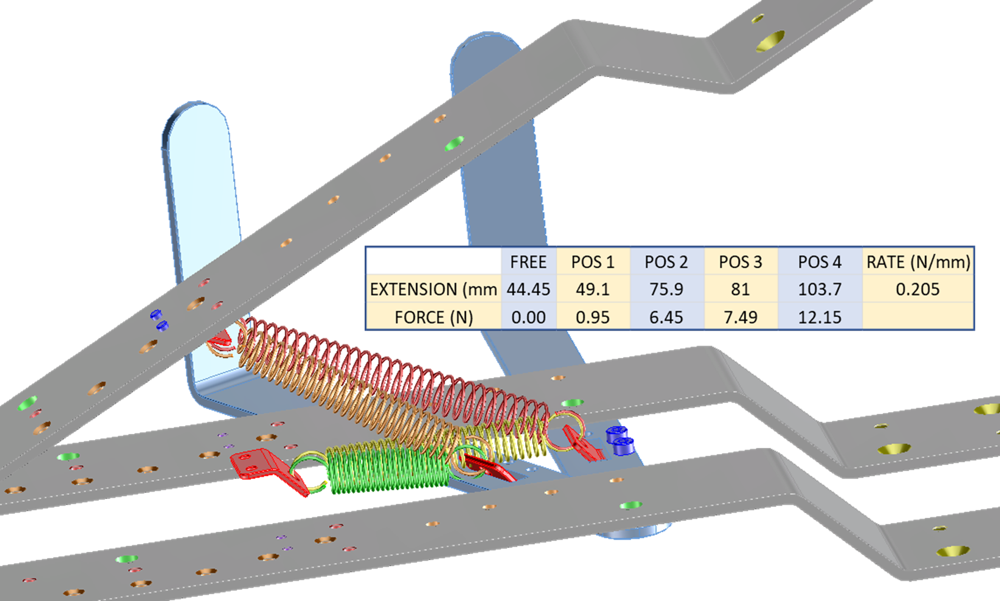 FREE POS 1 POS 2 POS 3 POS 4 RATE (N/mm)
EXTENSION (mm 44.45 49.1 75.9 81 103.7 0.205
FORCE (N) 0.00 0.95 6.45 7.49 12.15